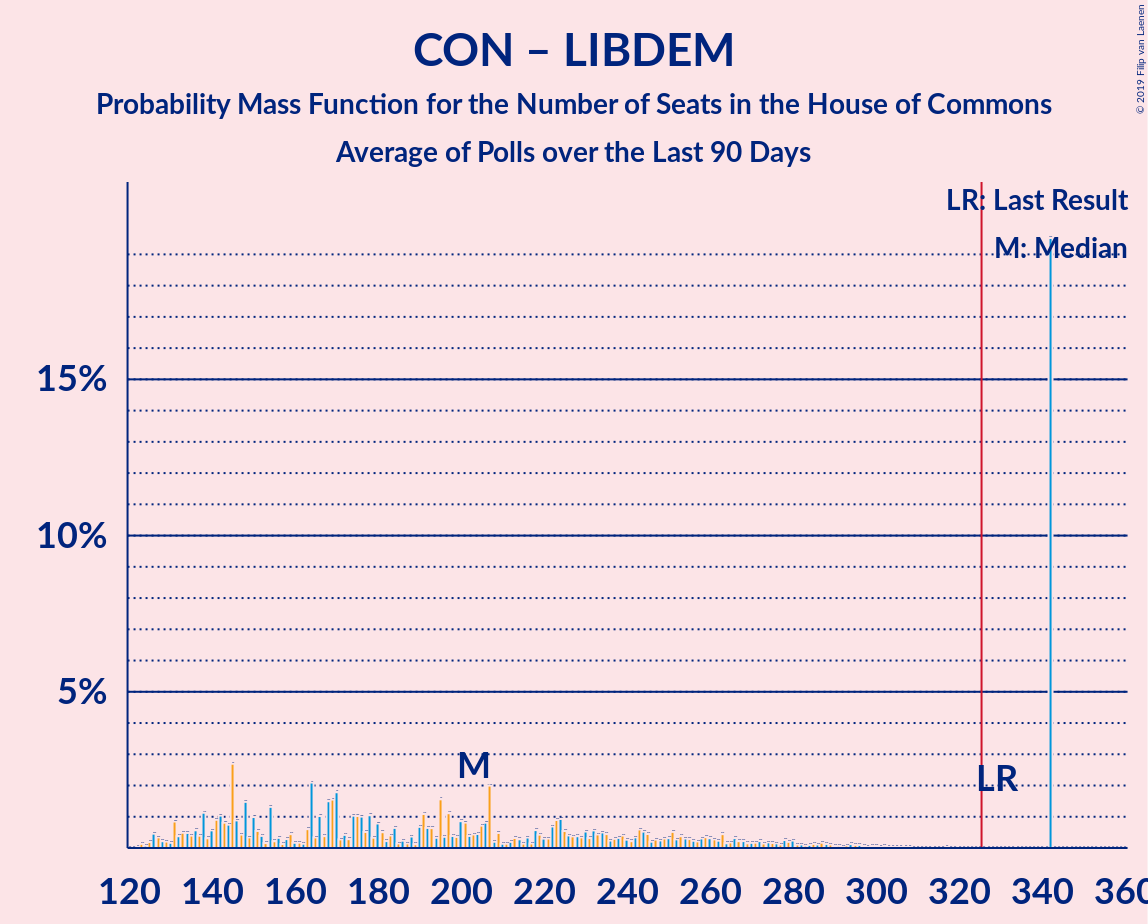 CON – LIBDEM
Probability Mass Function for the Number of Seats in the House of Commons
Average of Polls over the Last 90 Days
© 2019 Filip van Laenen
LR: Last Result
M: Median
15%
10%
5%
M
LR
120 140 160 180 200 220 240 260 280 300 320 340 360